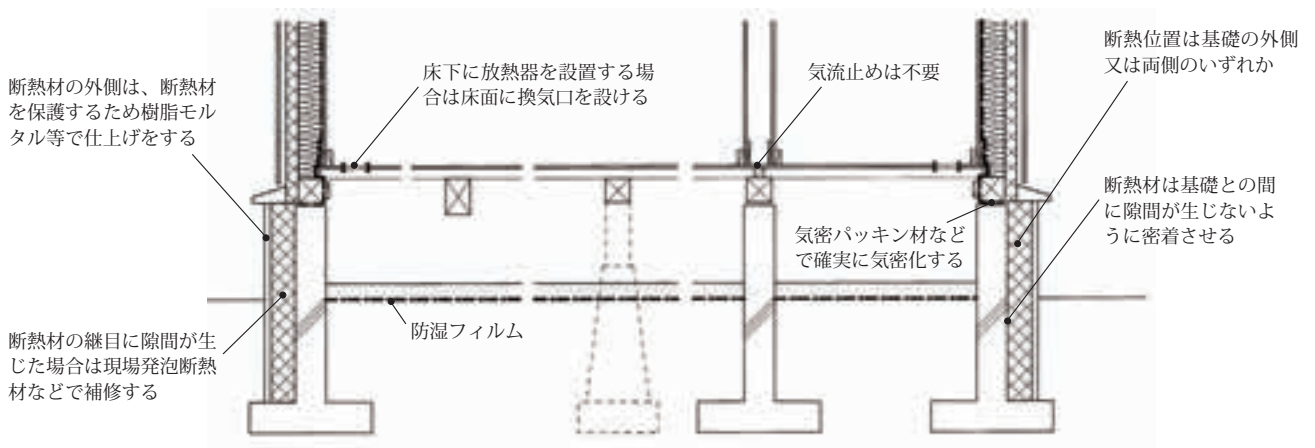 断熱材の外側は、断熱材
を保護するため樹脂モル
タル等で仕上げをする
床下に放熱器を設置する場
合は床面に換気口を設ける
気流止めは不要
断熱位置は基礎の外側
又は両側のいずれか
断熱材は基礎との間
に隙間が生じないよ
うに密着させる
気密パッキン材など
で確実に気密化する
防湿フィルム
断熱材の継目に隙間が生
じた場合は現場発泡断熱
材などで補修する